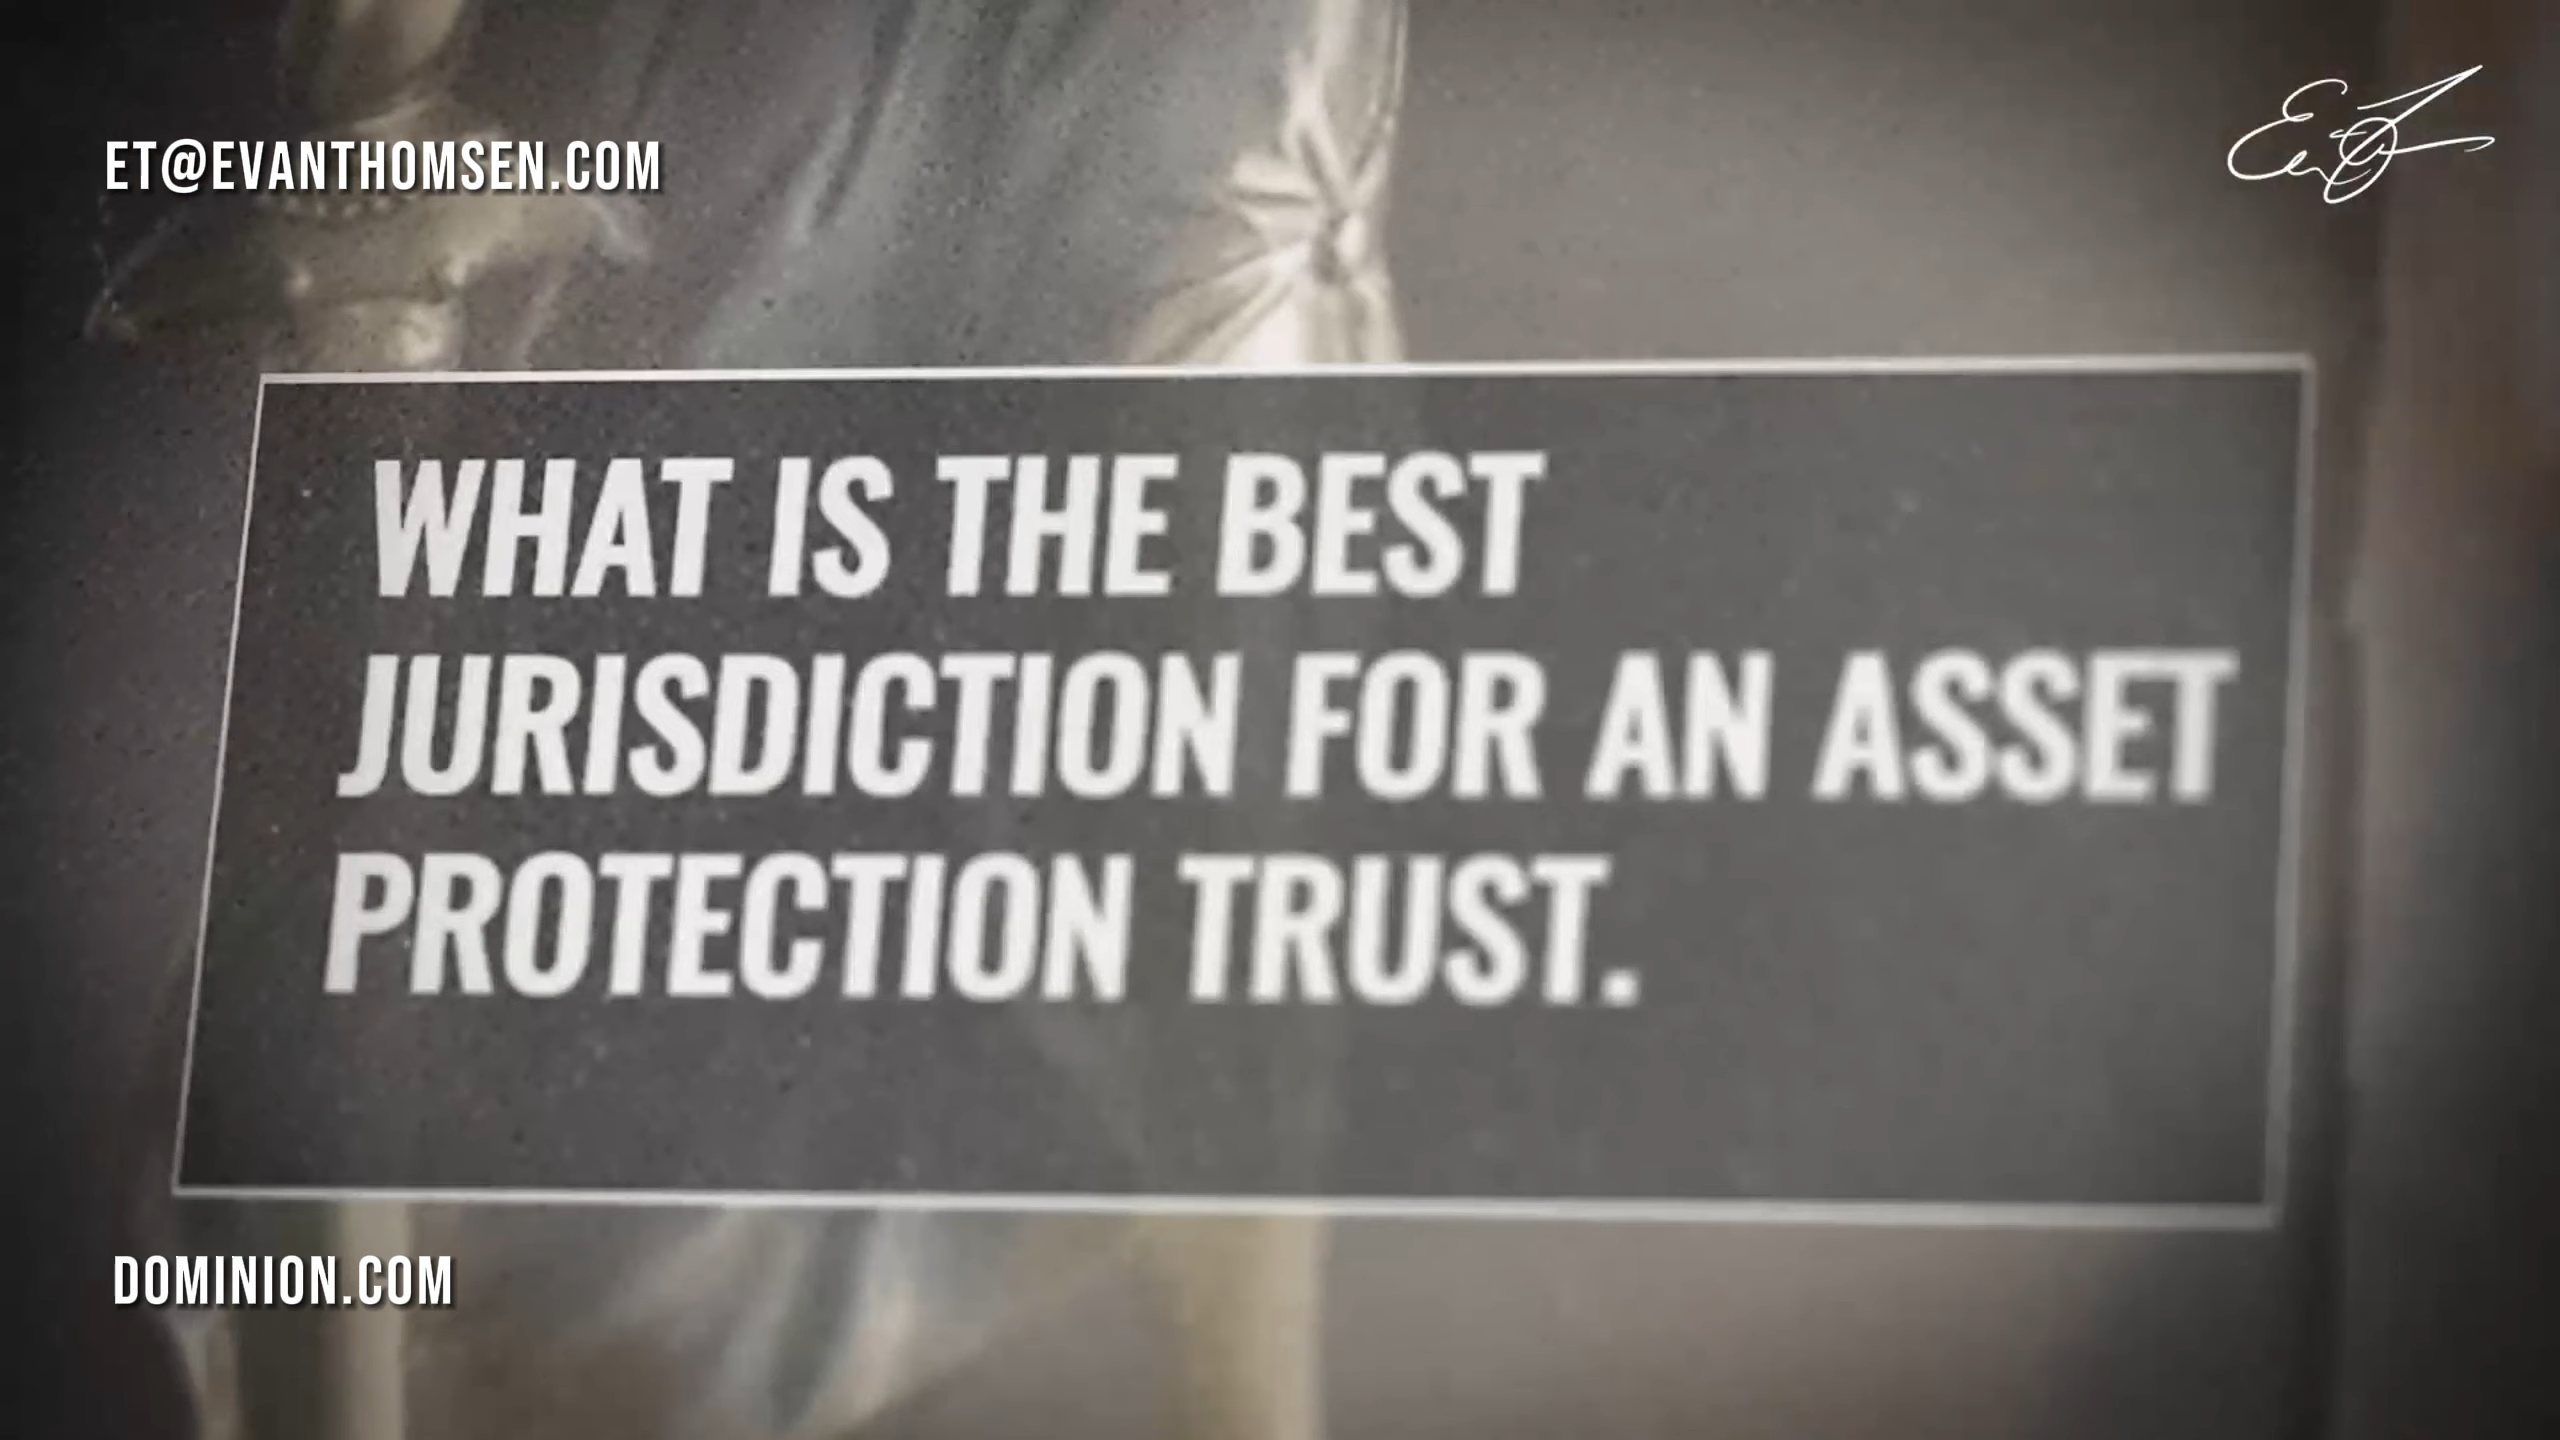 ET@EVANTHOMSEN.COM
WHAT IS THE BEST
JURISDICTION FOR AN ASSET
PROTECTION TRUST.
DOMINION.COM